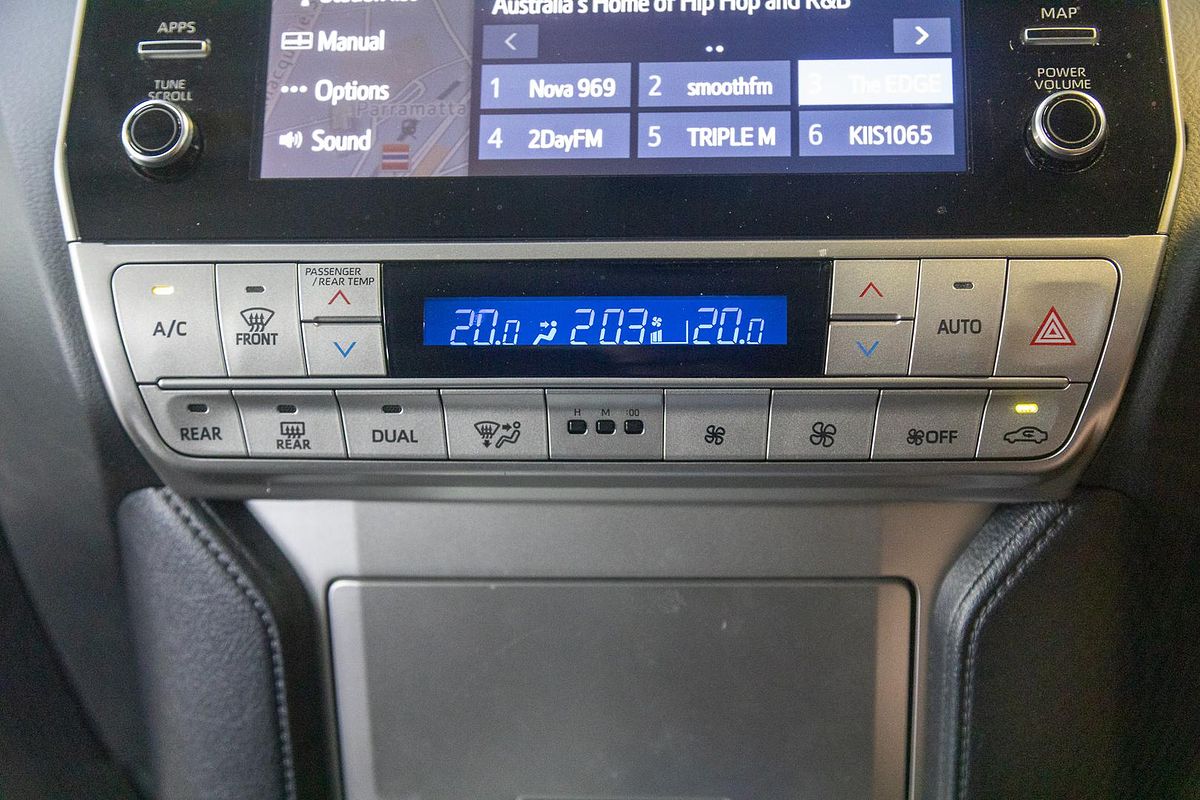 Australia's Home of Hip Hop and R&B
APPS
MAP
Manual
TUNE
SCROLL
Options
Parramatta
1 Nova 969
2 smoothfm
3 The EDGE
POWER
VOLUME
Sound
4 2DayFM
5 TRIPLE M
6 KIIS1065
A/C
FRONT
PASSENGER
/REAR TEMP
20.0 203 20.0
AUTO
REAR
REAR
DUAL
H M :00
OFF